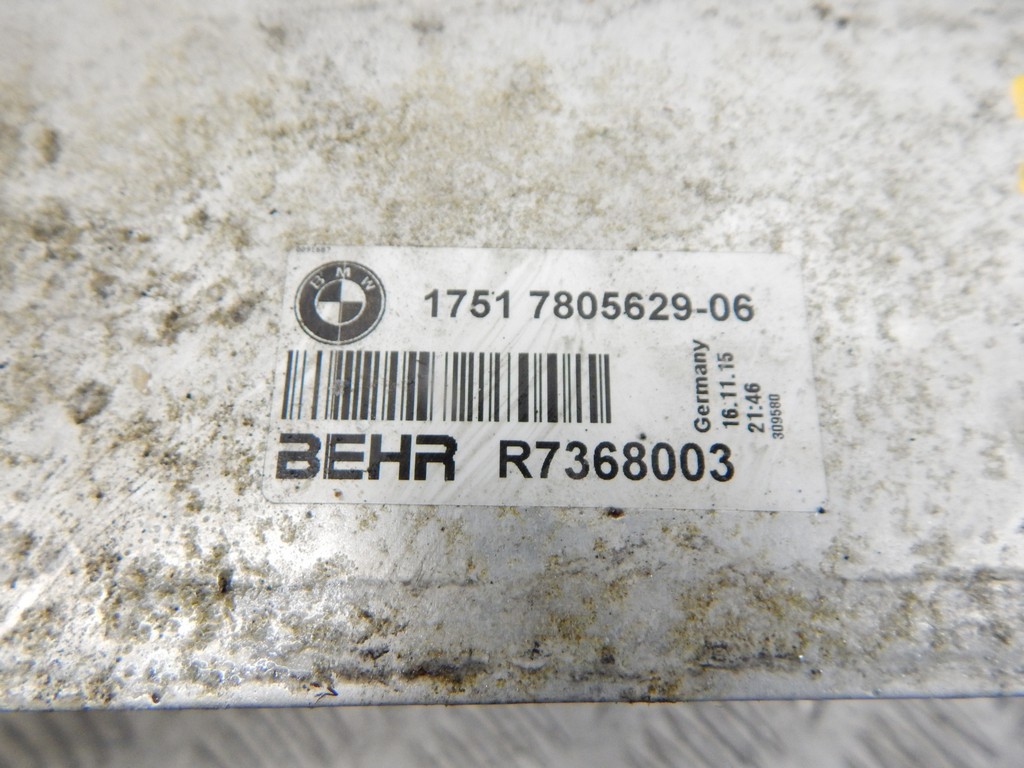 BMW
1751 7805629-06
Germany
16.11.15
21:46
309580
BEHR R7368003